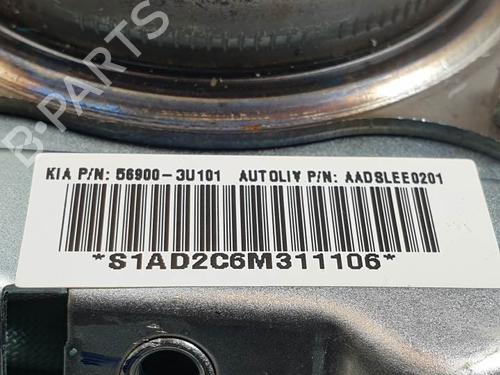 B-PARTS
KIA P/N: 56900-3U101 AUTOLIV P/N: AADSLEE0201
*S1AD2C6M311106*